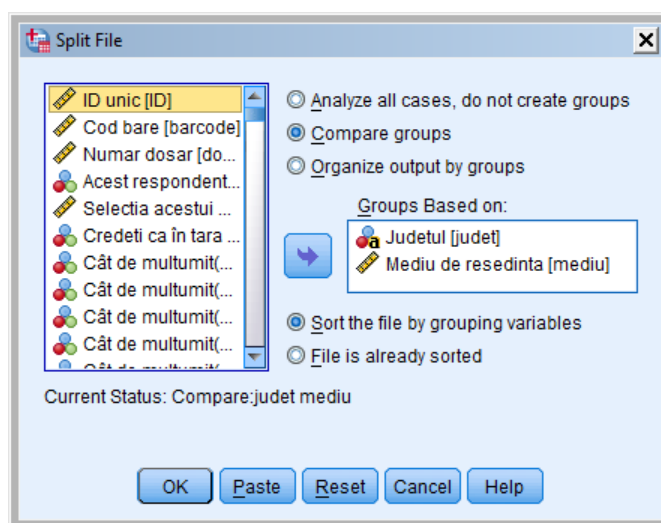 Split File
ID unic [ID]
Cod bare [barcode]
Numar dosar [do...
Acest respondent...
Selectia acestui ...
Credeti ca în tara ...
Cât de multumit(...
Cât de multumit(...
Cât de multumit(...
Cât de multumit(...
Cât de multumit(...
Analyze all cases, do not create groups
Compare groups
Organize output by groups
Groups Based on:
a
Judetul [judet]
Mediu de resedinta [mediu]
Sort the file by grouping variables
File is already sorted
Current Status: Compare:judet mediu
OK Paste Reset Cancel Help